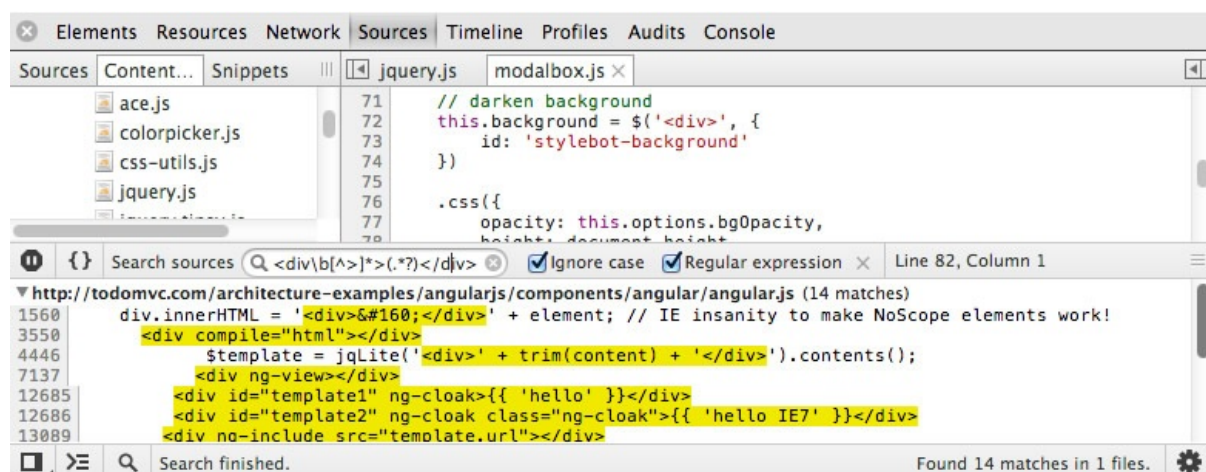 Elements Resources Network Sources Timeline Profiles Audits Console
Sources Content... Snippets jquery.js modalbox.js ×
ace.js
colorpicker.js
css-utils.js
jquery.js
71 // darken background
72 this.background = $('<div>', {
73 id: 'stylebot-background'
74 })
75
76 .css({
77 opacity: this.options.bgOpacity,
78 height: document.height
{} Search sources <div\b[^>]*>(.*?)</div> Ignore case Regular expression × Line 82, Column 1
http://todomvc.com/architecture-examples/angularjs/components/angular/angular.js (14 matches)
1560 div.innerHTML = '<div>&#160;</div>' + element; // IE insanity to make NoScope elements work!
3550 <div compile="html"></div>
4446 $template = jqLite('<div>' + trim(content) + '</div>').contents();
7137 <div ng-view></div>
12685 <div id="template1" ng-cloak>{{ 'hello' }}</div>
12686 <div id="template2" ng-cloak class="ng-cloak">{{ 'hello IE7' }}</div>
13089 <div ng-include src="template.url"></div>
Search finished. Found 14 matches in 1 files.